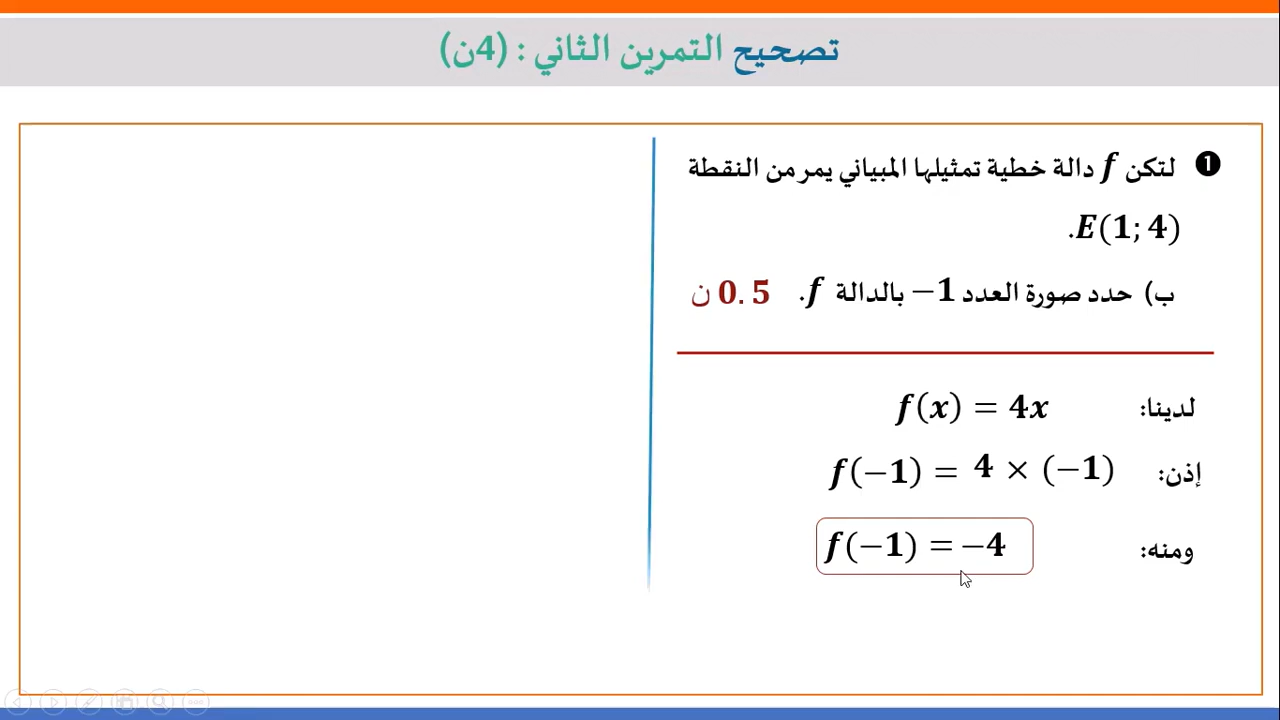 تصحيح التمرين الثاني : (4ن)
❶ لتكن f دالة خطية تمثيلها المبياني يمر من النقطة
E(1; 4).
ب) حدد صورة العدد −1 بالدالة f. 0.5 ن
لدينا: f(x) = 4x
إذن: f(−1) = 4 × (−1)
ومنه: f(−1) = −4